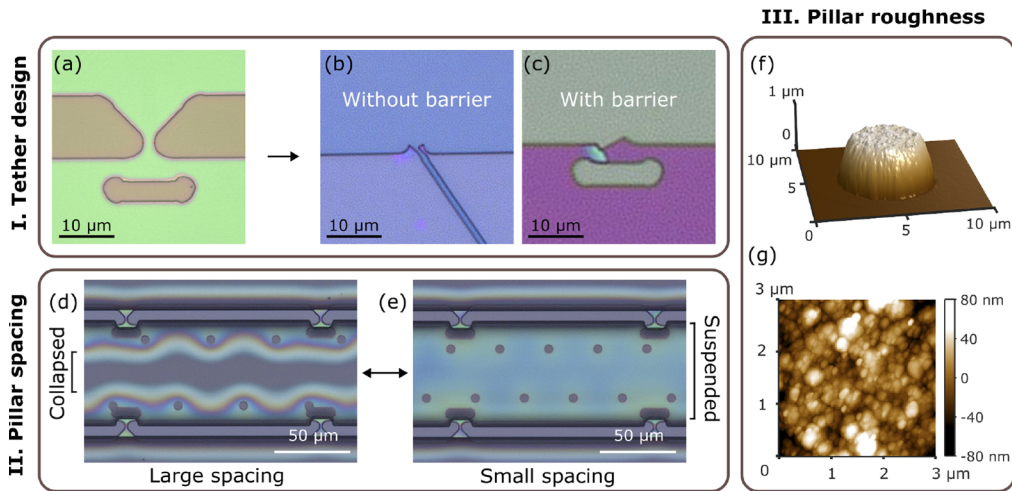 III. Pillar roughness
I. Tether design
(a)
10 µm
(b)
Without barrier
10 µm
(c)
With barrier
10 µm
II. Pillar spacing
(d)
Collapsed
50 µm
Large spacing
(e)
Suspended
50 µm
Small spacing
(f)
1 µm
0
10 µm
5
0
5
10 µm
(g)
3 µm
2
1
0
1
2
3 µm
80 nm
40
0
-40
-80 nm